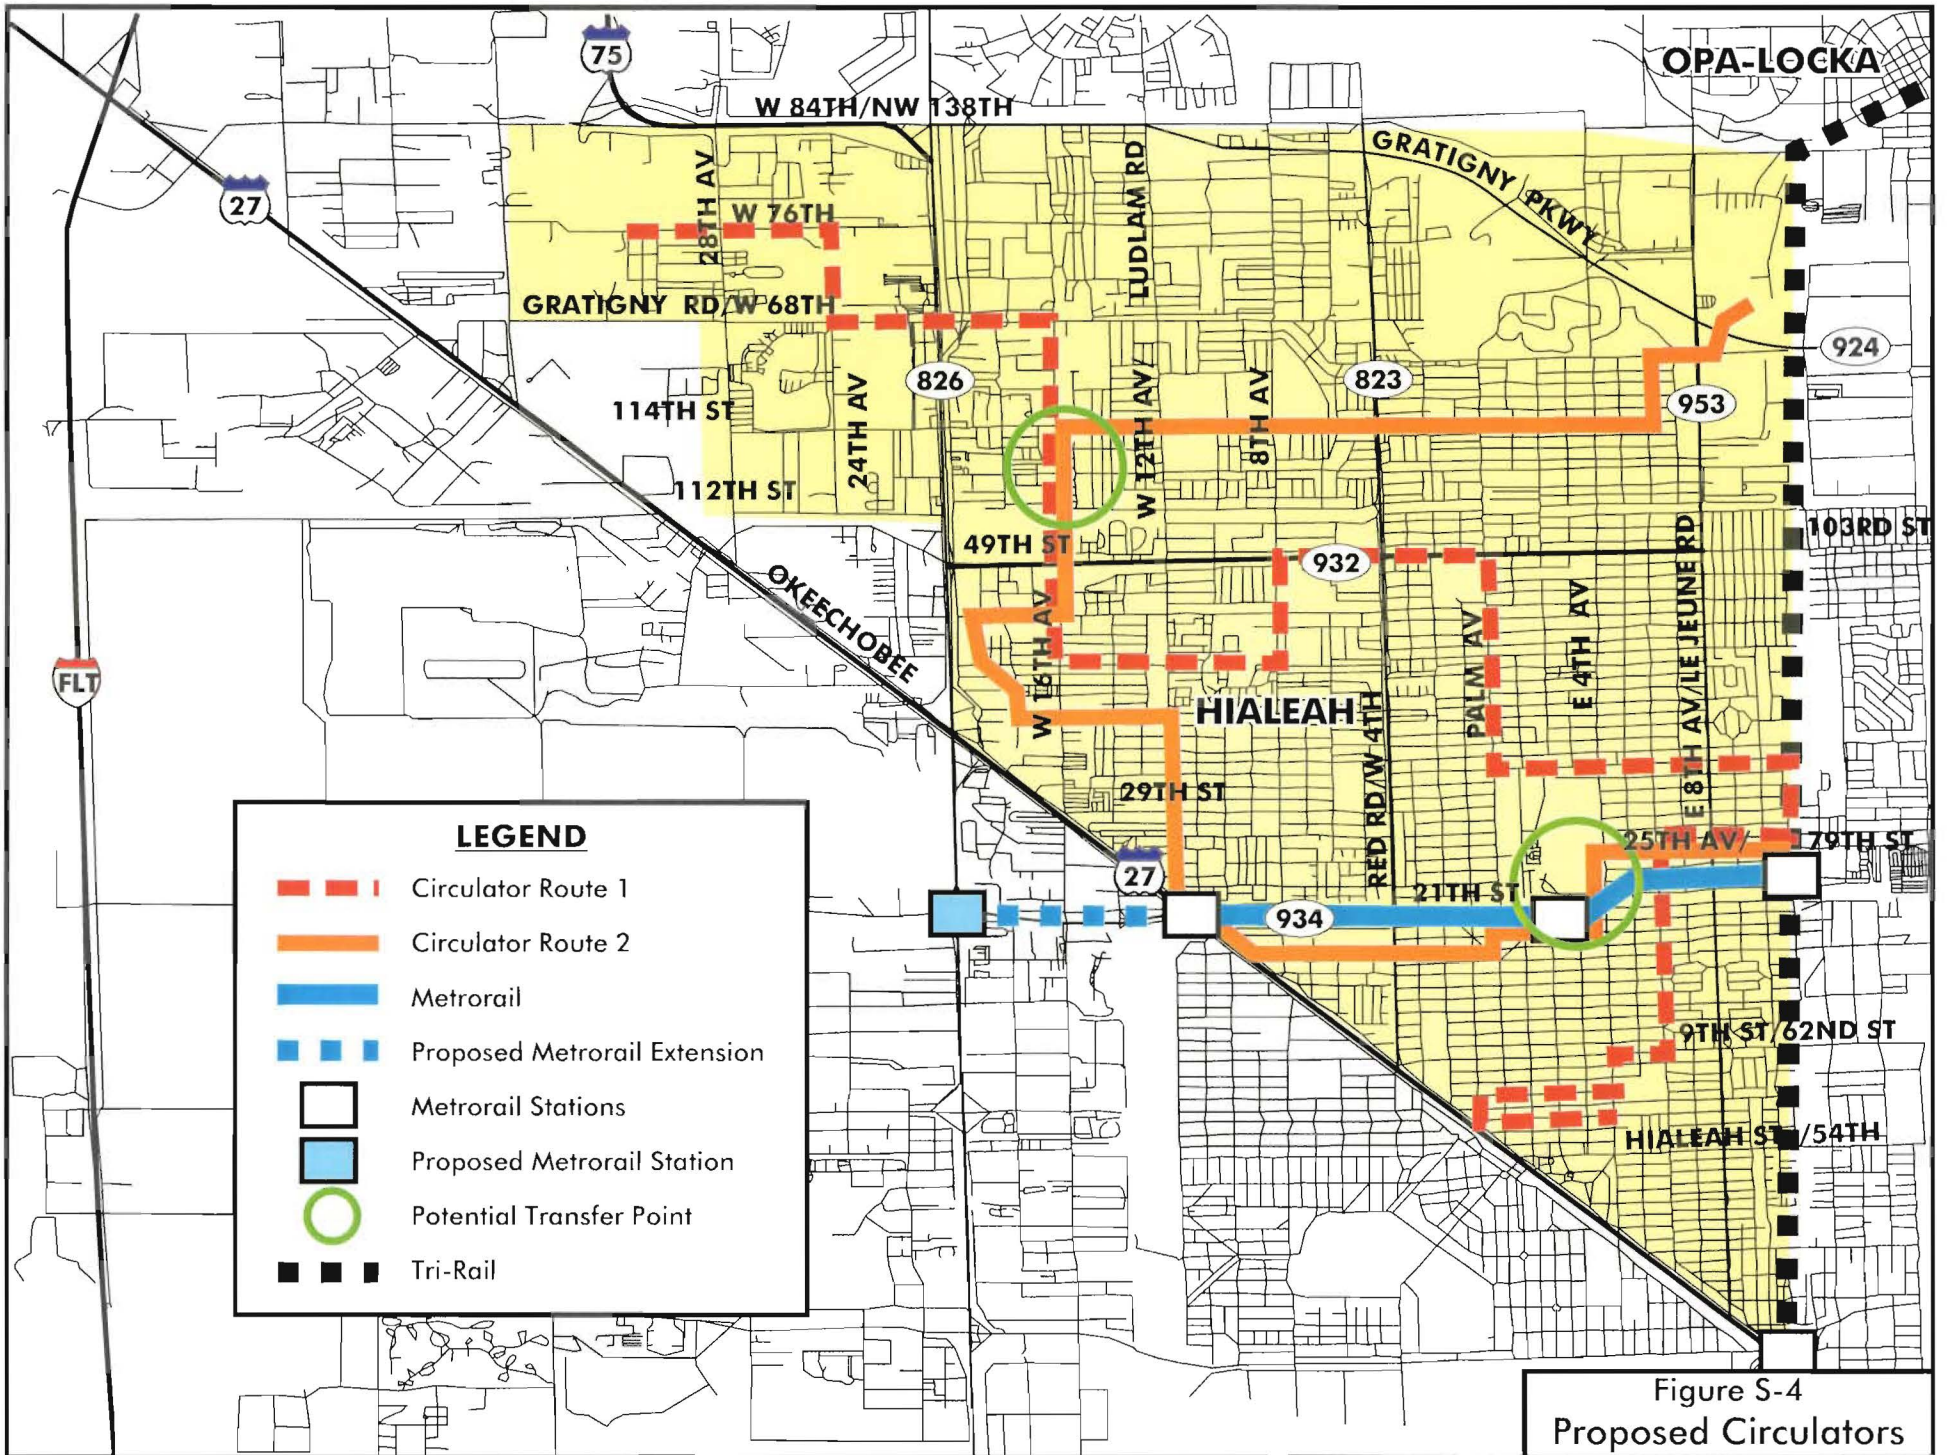 OPA-LOCKA
75
W 84TH/NW 138TH
GRATIGNY PKWY
27
28TH AV
W 76TH
LUDLAM RD
GRATIGNY RD/W 68TH
924
826
823
953
114TH ST
24TH AV
W 12TH AV/
8TH AV
112TH ST
103RD ST
49TH ST
932
OKEECHOBEE
W 16TH AV
PALM AV
E 4TH AV
E 8TH AV/LE JEUNE RD
FLT
HIALEAH
RED RD/W 4TH
29TH ST
25TH AV/
79TH ST
27
21TH ST
934
9TH ST/62ND ST
HIALEAH ST /54TH
LEGEND
Circulator Route 1
Circulator Route 2
Metrorail
Proposed Metrorail Extension
Metrorail Stations
Proposed Metrorail Station
Potential Transfer Point
Tri-Rail
Figure S-4
Proposed Circulators